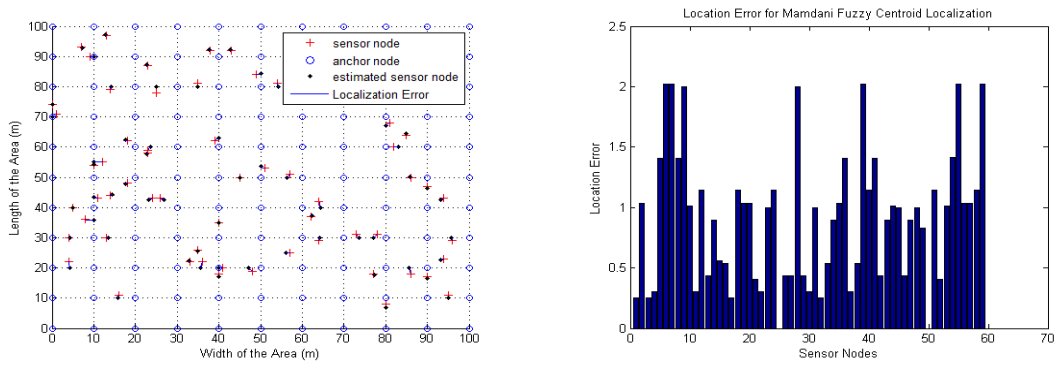 100
90
80
70
60
50
40
30
20
10
0
0 10 20 30 40 50 60 70 80 90 100
Length of the Area (m)
Width of the Area (m)
sensor node
anchor node
estimated sensor node
Localization Error
Location Error for Mamdani Fuzzy Centroid Localization
2.5
2
1.5
1
0.5
0
0 10 20 30 40 50 60 70
Location Error
Sensor Nodes